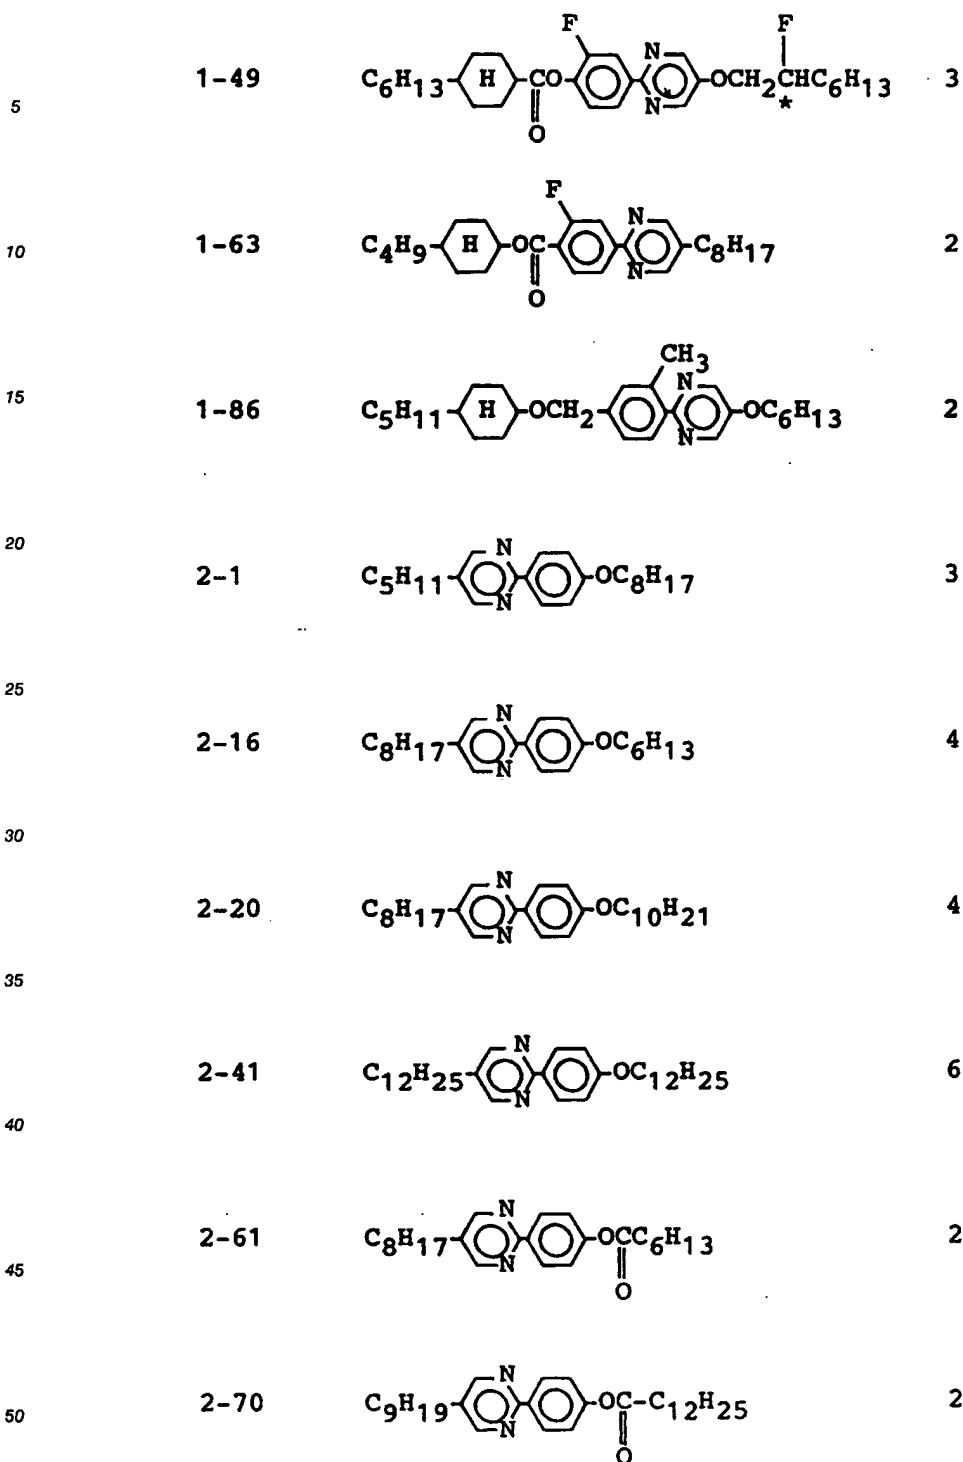 F F
1-49 C6H13 H CO N N OCH2CHC6H13 3
O *
5
F
1-63 C4H9 H OC N N C8H17 2
10
O
CH3
15
1-86 C5H11 H OCH2 N N OC6H13 2
20
2-1 C5H11 N N OC8H17 3
25
2-16 C8H17 N N OC6H13 4
30
2-20 C8H17 N N OC10H21 4
35
2-41 C12H25 N N OC12H25 6
40
2-61 C8H17 N N OCC6H13 2
45
O
2-70 C9H19 N N OC-C12H25 2
50
O